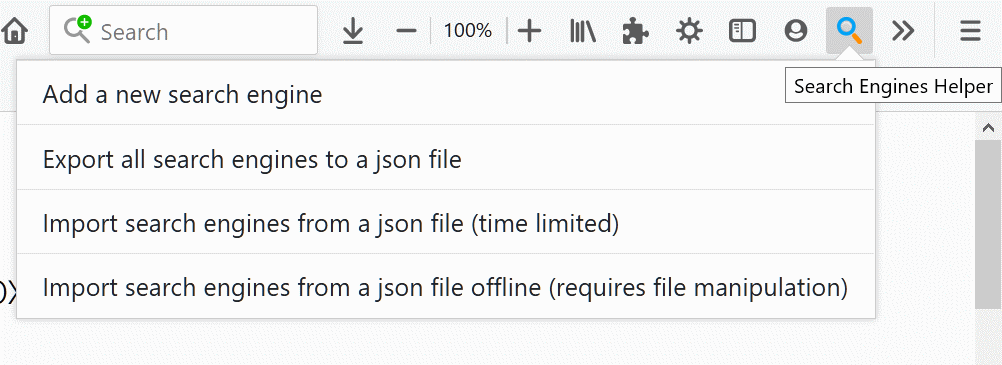 Search
100%
Search Engines Helper
Add a new search engine
Export all search engines to a json file
Import search engines from a json file (time limited)
Import search engines from a json file offline (requires file manipulation)